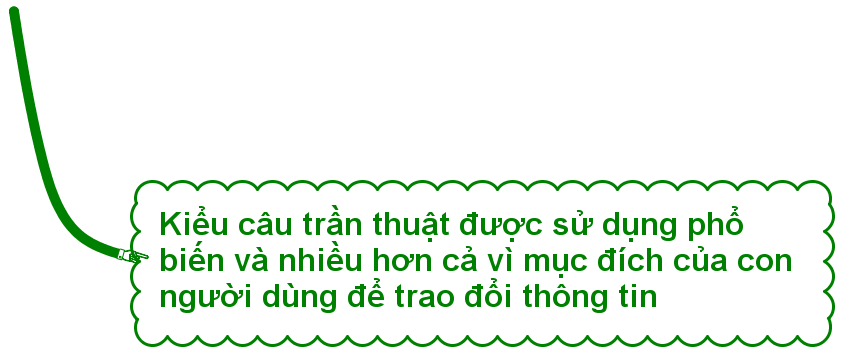 Kiểu câu trần thuật được sử dụng phổ
biến và nhiều hơn cả vì mục đích của con
người dùng để trao đổi thông tin